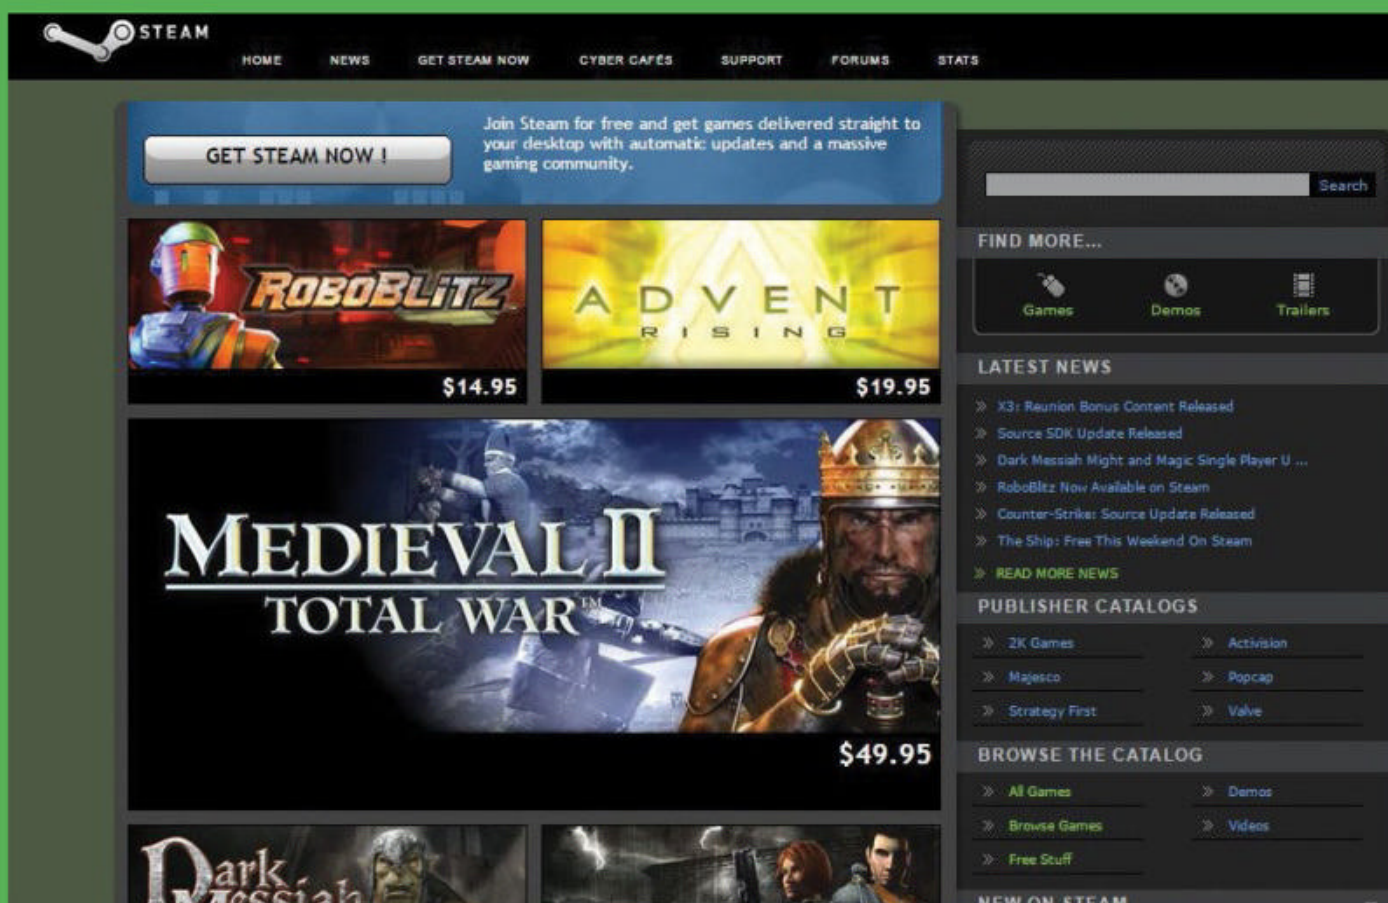 STEAM
HOME NEWS GET STEAM NOW CYBER CAFÉS SUPPORT FORUMS STATS
GET STEAM NOW !
Join Steam for free and get games delivered straight to
your desktop with automatic updates and a massive
gaming community.
ROBOBLITZ
$14.95
ADVENT
RISING
$19.95
MEDIEVAL II
TOTAL WAR™
$49.95
Dark
Messiah
Search
FIND MORE...
Games Demos Trailers
LATEST NEWS
» X3: Reunion Bonus Content Released
» Source SDK Update Released
» Dark Messiah Might and Magic Single Player U ...
» RoboBlitz Now Available on Steam
» Counter-Strike: Source Update Released
» The Ship: Free This Weekend On Steam
» READ MORE NEWS
PUBLISHER CATALOGS
» 2K Games » Activision
» Majesco » Popcap
» Strategy First » Valve
BROWSE THE CATALOG
» All Games » Demos
» Browse Games » Videos
» Free Stuff
NEW ON STEAM